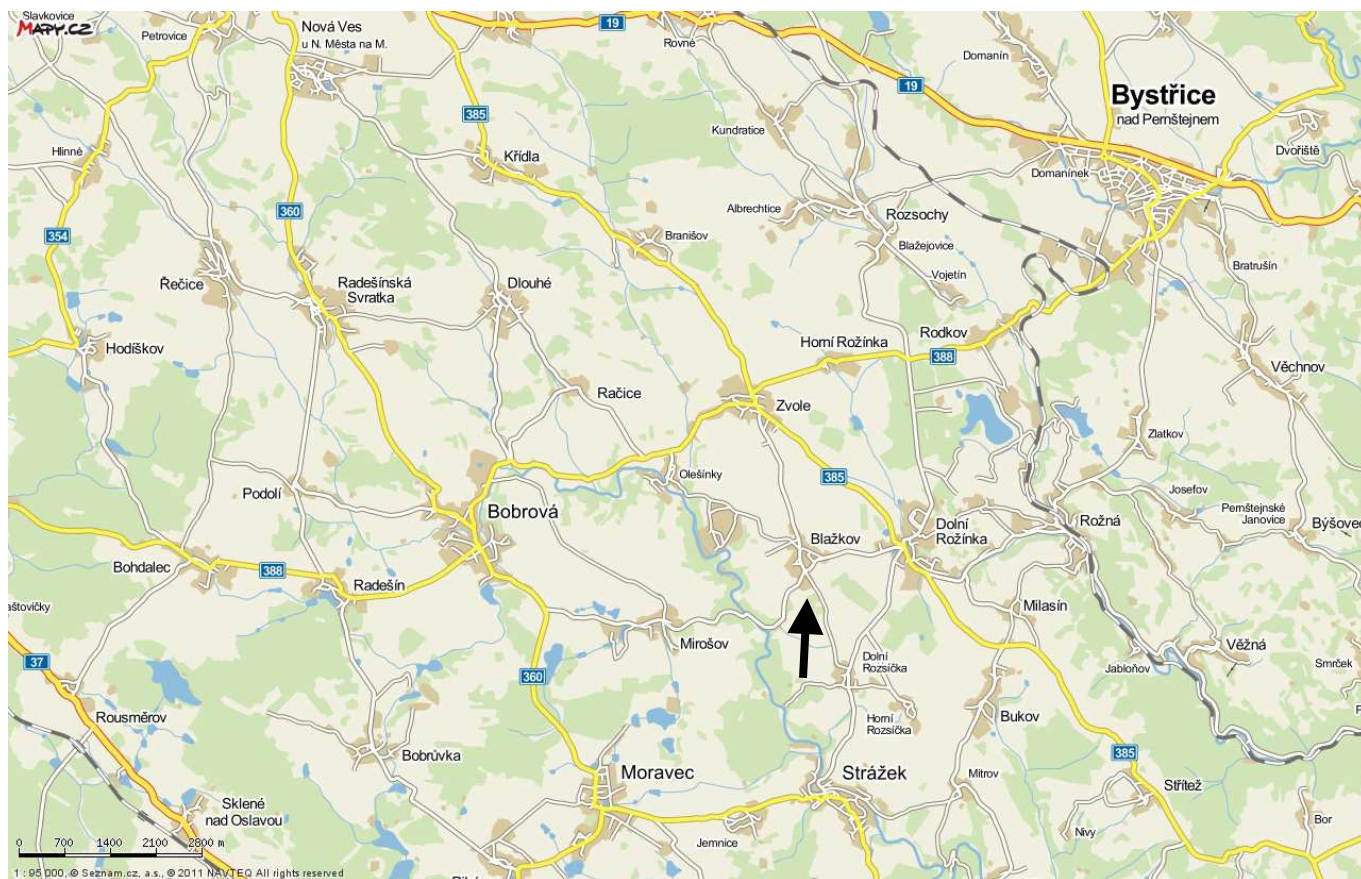 Slavkovice
MAPY.CZ
Petrovice
Nová Ves
u N. Města na M.
19
Rovné
Domanín
19
Bystřice
nad Pernštejnem
385
Kundratice
Hlinné
Křídla
Dvořiště
Domanínek
360
Albrechtice
Rozsochy
354
Branišov
Blažejovice
Bratrušín
Vojetín
Řečice
Radešínská
Svratka
Dlouhé
Rodkov
Hodíškov
Horní Rožínka
388
Věchnov
Račice
Zvole
Zlatkov
Olešínky
385
Podolí
Josefov
Bobrová
Pernštejnské
Janovice
Rožná
Býšovec
Dolní
Rožínka
Blažkov
Bohdalec
388
Radešín
Milasín
Mirošov
Věžná
37
Dolní
Rozsíčka
Jabloňov
Smrček
360
Rousměrov
Horní
Rozsíčka
Bukov
Bobrůvka
385
Moravec
Strážek
Mitrov
Střítež
Sklené
nad Oslavou
Jemnice
Nivy
Bor
0 700 1400 2100 2800 m
1 : 95 000, © Seznam.cz, a.s., © 2011 NAVTEQ All rights reserved